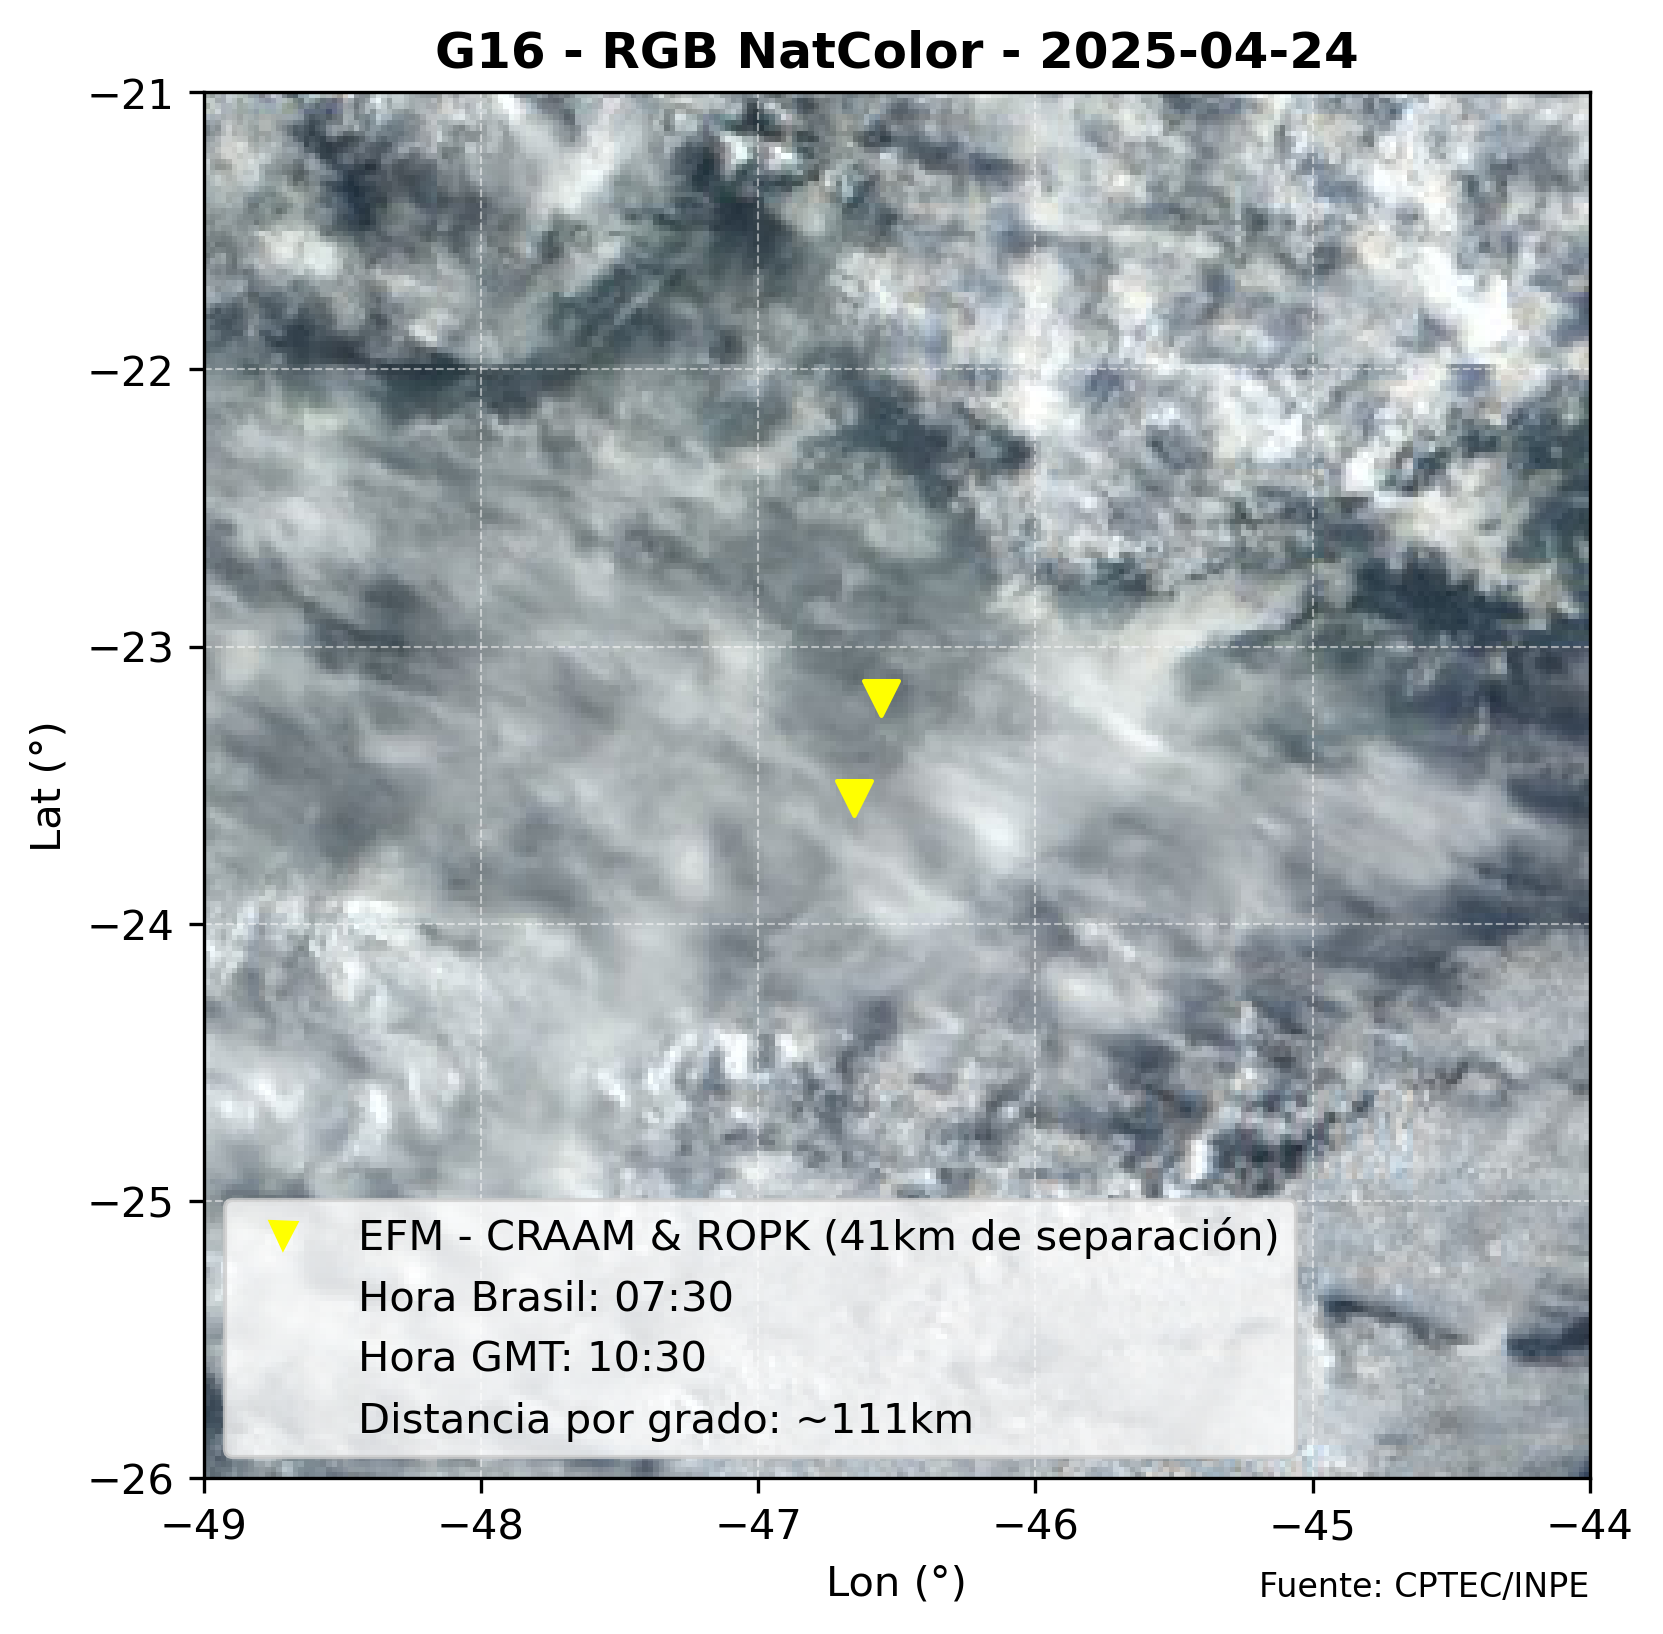 G16 - RGB NatColor - 2025-04-24
−21
−22
−23
−24
−25
−26
Lat (°)
EFM - CRAAM & ROPK (41km de separación)
Hora Brasil: 07:30
Hora GMT: 10:30
Distancia por grado: ~111km
−49 −48 −47 −46 −45 −44
Lon (°)
Fuente: CPTEC/INPE